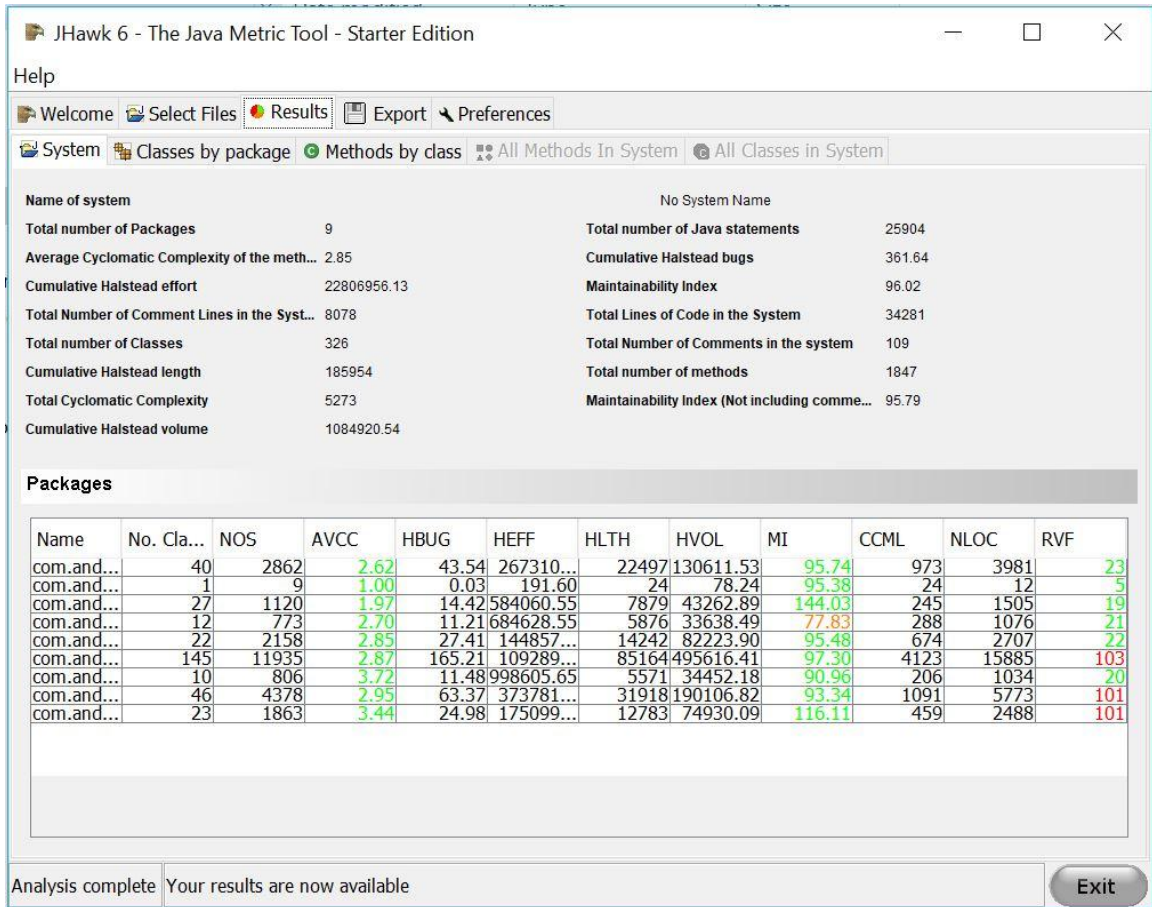 JHawk 6 - The Java Metric Tool - Starter Edition
Help
Welcome Select Files Results Export Preferences
System Classes by package Methods by class All Methods In System All Classes in System
Name of system No System Name
Total number of Packages 9 Total number of Java statements 25904
Average Cyclomatic Complexity of the meth... 2.85 Cumulative Halstead bugs 361.64
Cumulative Halstead effort 22806956.13 Maintainability Index 96.02
Total Number of Comment Lines in the Syst... 8078 Total Lines of Code in the System 34281
Total number of Classes 326 Total Number of Comments in the system 109
Cumulative Halstead length 185954 Total number of methods 1847
Total Cyclomatic Complexity 5273 Maintainability Index (Not including comme... 95.79
Cumulative Halstead volume 1084920.54
Packages
Name No. Cla... NOS AVCC HBUG HEFF HLTH HVOL MI CCML NLOC RVF
com.and... 40 2862 2.62 43.54 267310... 22497 130611.53 95.74 973 3981 23
com.and... 1 9 1.00 0.03 191.60 24 78.24 95.38 24 12 5
com.and... 27 1120 1.97 14.42 584060.55 7879 43262.89 144.03 245 1505 19
com.and... 12 773 2.70 11.21 684628.55 5876 33638.49 77.83 288 1076 21
com.and... 22 2158 2.85 27.41 144857... 14242 82223.90 95.48 674 2707 22
com.and... 145 11935 2.87 165.21 109289... 85164 495616.41 97.30 4123 15885 103
com.and... 10 806 3.72 11.48 998605.65 5571 34452.18 90.96 206 1034 20
com.and... 46 4378 2.95 63.37 373781... 31918 190106.82 93.34 1091 5773 101
com.and... 23 1863 3.44 24.98 175099... 12783 74930.09 116.11 459 2488 101
Analysis complete Your results are now available Exit